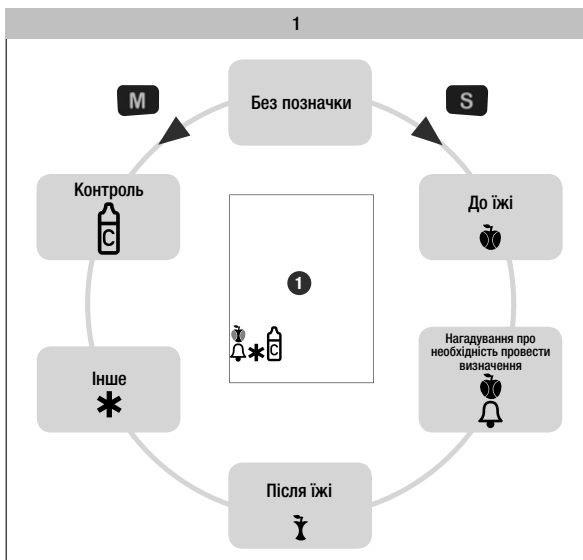 1
Без позначки
M
S
Контроль
C
До їжі
1
C
Нагадування про
необхідність провести
визначення
Інше
Після їжі